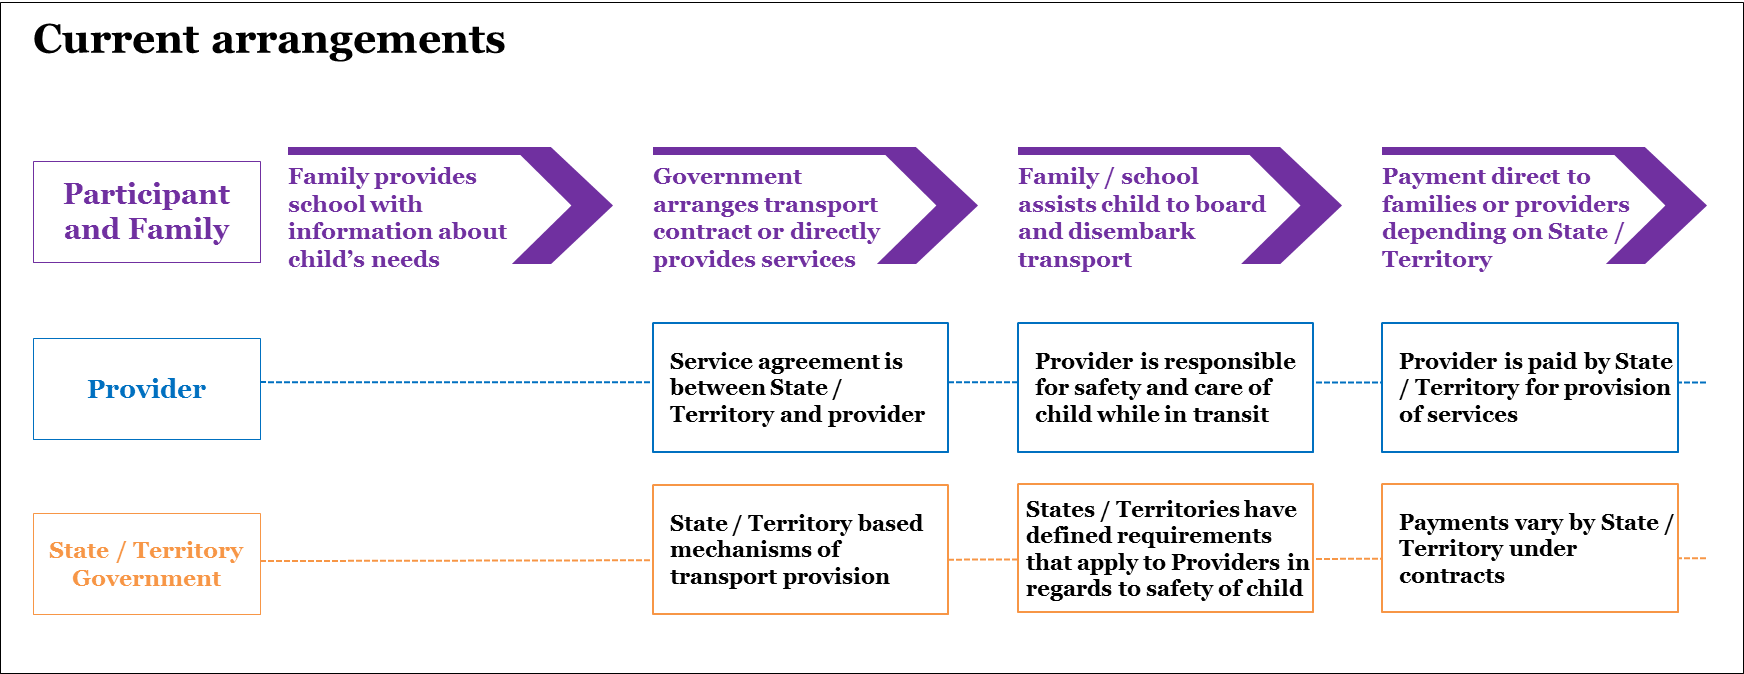 Current arrangements
Participant
and Family
Family provides
school with
information about
child’s needs
Government
arranges transport
contract or directly
provides services
Family / school
assists child to board
and disembark
transport
Payment direct to
families or providers
depending on State /
Territory
Provider
Service agreement is
between State /
Territory and provider
Provider is responsible
for safety and care of
child while in transit
Provider is paid by State
/ Territory for provision
of services
State / Territory
Government
State / Territory based
mechanisms of
transport provision
States / Territories have
defined requirements
that apply to Providers in
regards to safety of child
Payments vary by State /
Territory under
contracts